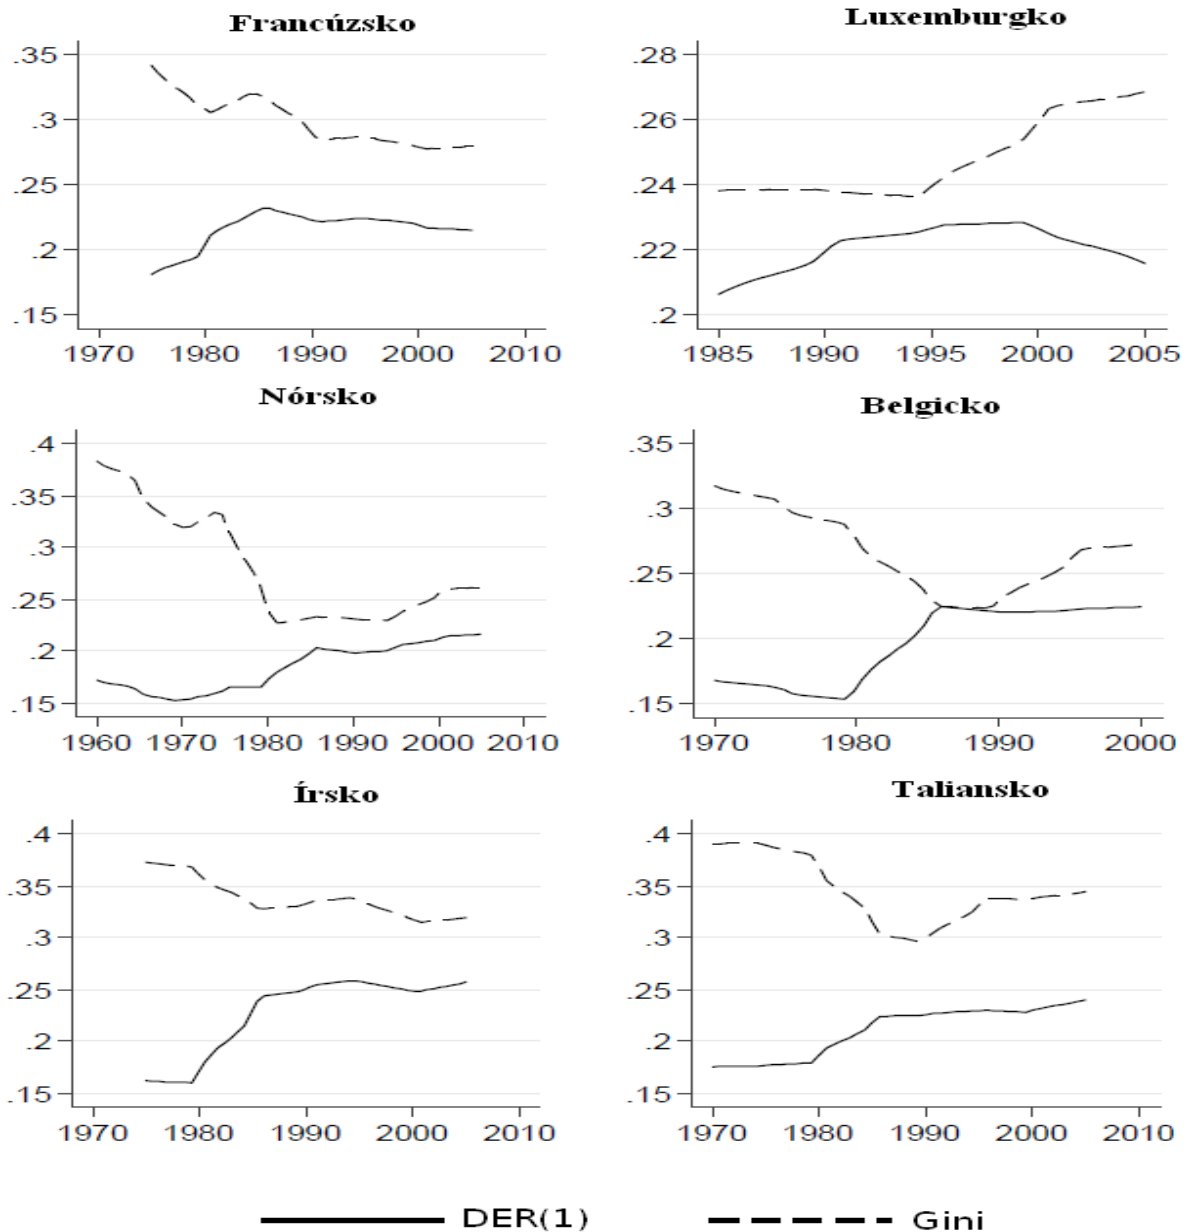 Francúzsko
.35
.3
.25
.2
.15
1970 1980 1990 2000 2010
Luxemburgko
.28
.26
.24
.22
.2
1985 1990 1995 2000 2005
Nórsko
.4
.35
.3
.25
.2
.15
1960 1970 1980 1990 2000 2010
Belgicko
.35
.3
.25
.2
.15
1970 1980 1990 2000
Írsko
.4
.35
.3
.25
.2
.15
1970 1980 1990 2000 2010
Taliansko
.4
.35
.3
.25
.2
.15
1970 1980 1990 2000 2010
DER(1) Gini